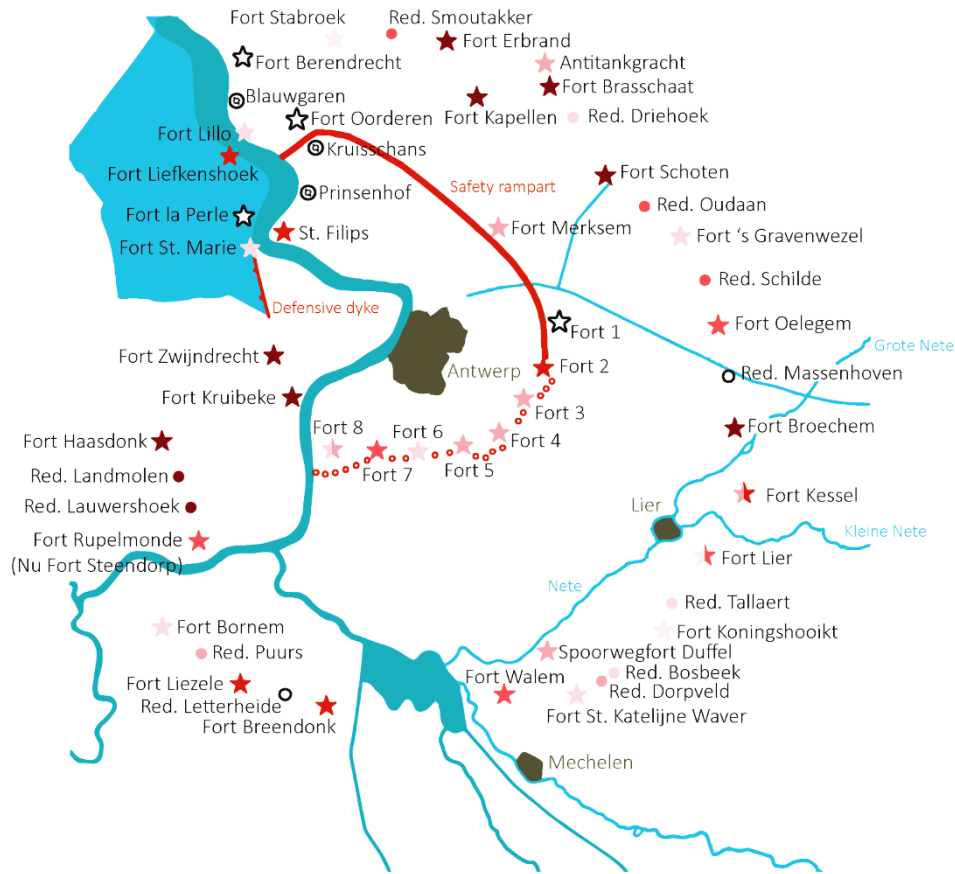 Fort Stabroek
Red. Smoutakker
Fort Erbrand
Fort Berendrecht
Antitankgracht
Fort Brasschaat
Blauwgaren
Fort Oorderen
Fort Kapellen
Red. Driehoek
Fort Lillo
Kruisschans
Fort Liefkenshoek
Fort Schoten
Prinsenhof
Safety rampart
Red. Oudaan
Fort la Perle
St. Filips
Fort Merksem
Fort 's Gravenwezel
Fort St. Marie
Red. Schilde
Defensive dyke
Fort 1
Fort Oelegem
Grote Nete
Fort Zwijndrecht
Antwerp
Fort 2
Red. Massenhoven
Fort Kruibeke
Fort 3
Fort 8
Fort 6
Fort 4
Fort Broechem
Fort Haasdonk
Fort 7
Fort 5
Red. Landmolen
Fort Kessel
Red. Lauwershoek
Lier
Kleine Nete
Fort Rupelmonde
(Nu Fort Steendorp)
Fort Lier
Nete
Red. Tallaert
Fort Bornem
Fort Koningshooikt
Red. Puurs
Spoorwegfort Duffel
Fort Liezele
Fort Walem
Red. Bosbeek
Red. Letterheide
Red. Dorpveld
Fort Breendonk
Fort St. Katelijne Waver
Mechelen